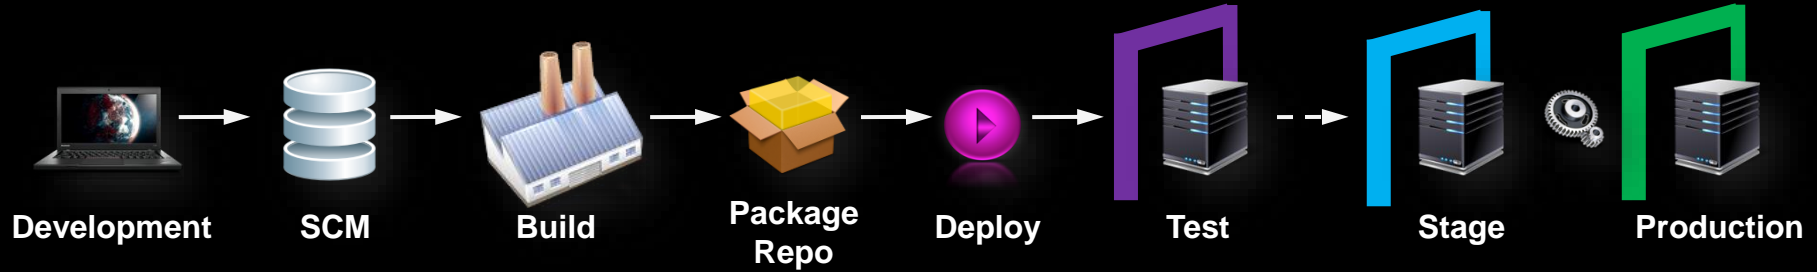 Development
SCM
Build
Package
Repo
Deploy
Test
Stage
Production